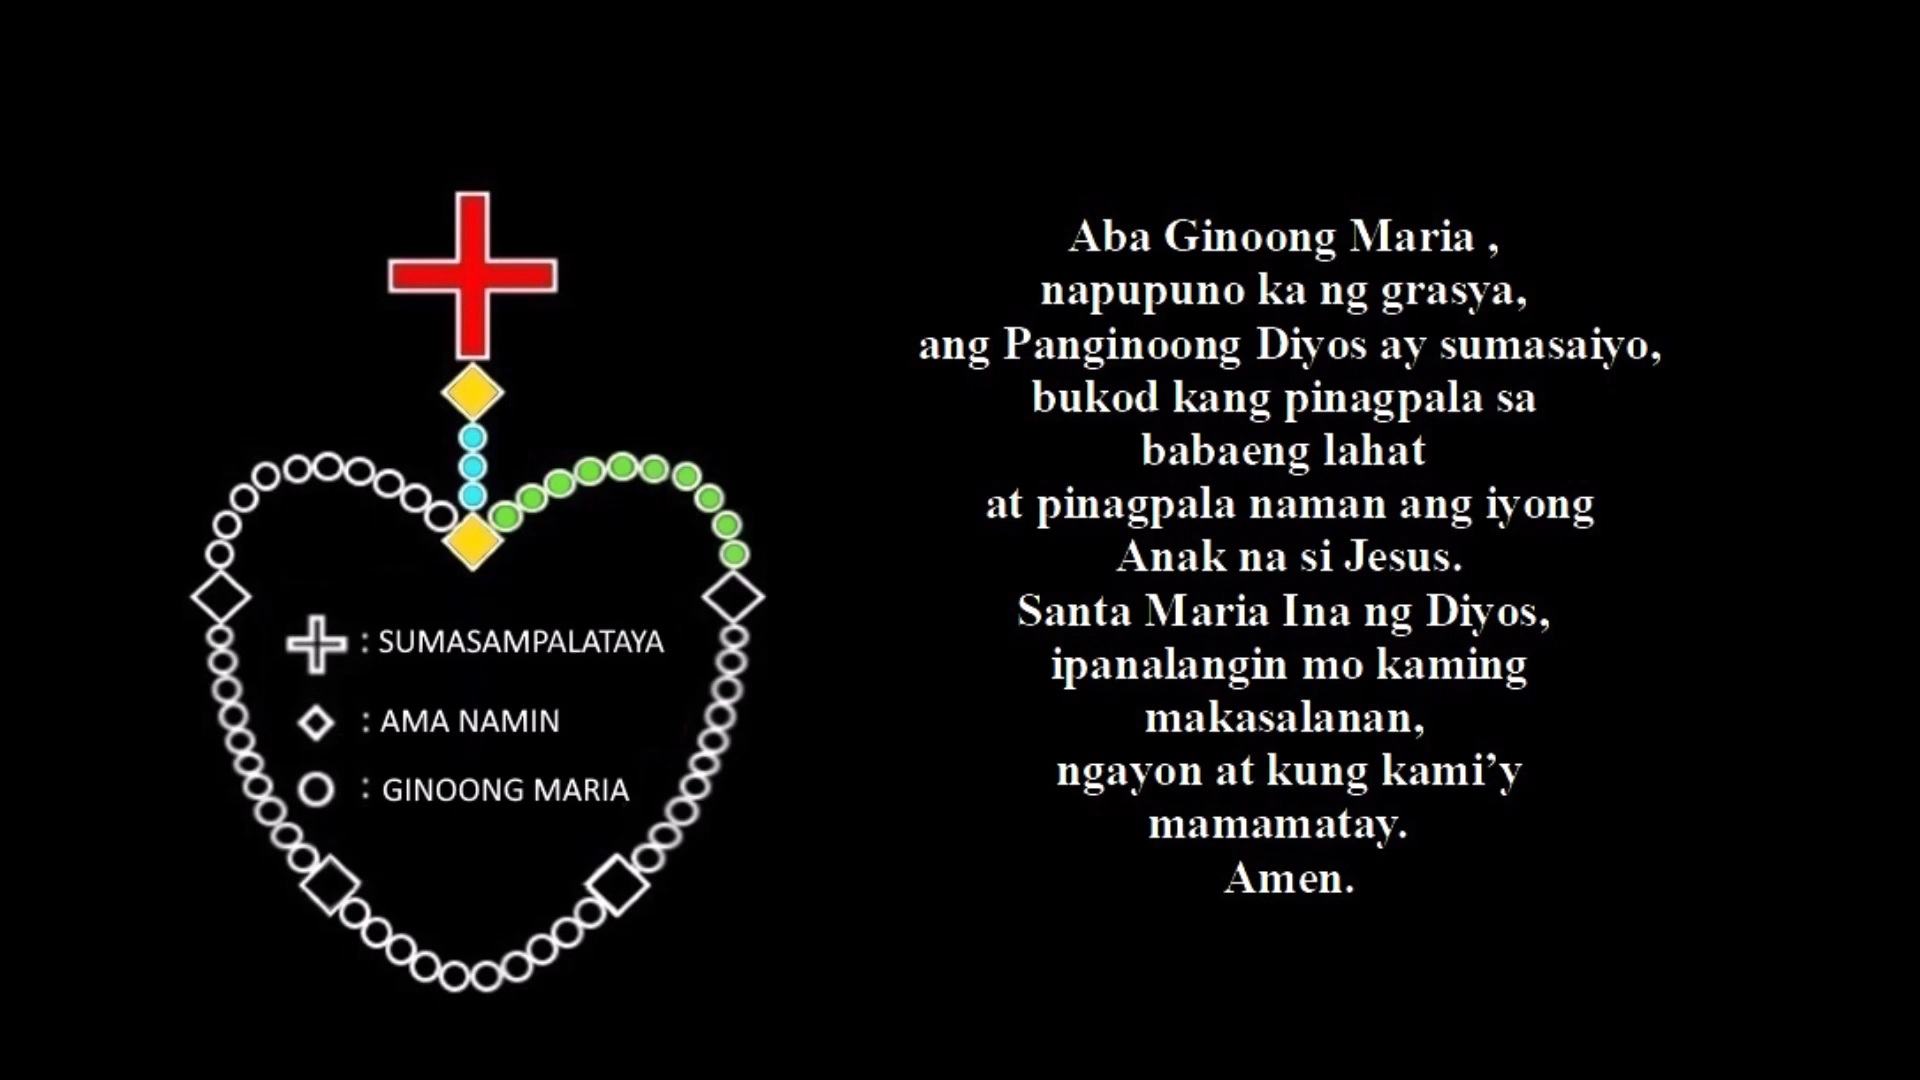 Aba Ginoong Maria ,
napupuno ka ng grasya,
ang Panginoong Diyos ay sumasaiyo,
bukod kang pinagpala sa
babaeng lahat
at pinagpala naman ang iyong
Anak na si Jesus.
Santa Maria Ina ng Diyos,
ipanalangin mo kaming
makasalanan,
ngayon at kung kami’y
mamamatay.
Amen.
: SUMASAMPALATAYA
: AMA NAMIN
: GINOONG MARIA